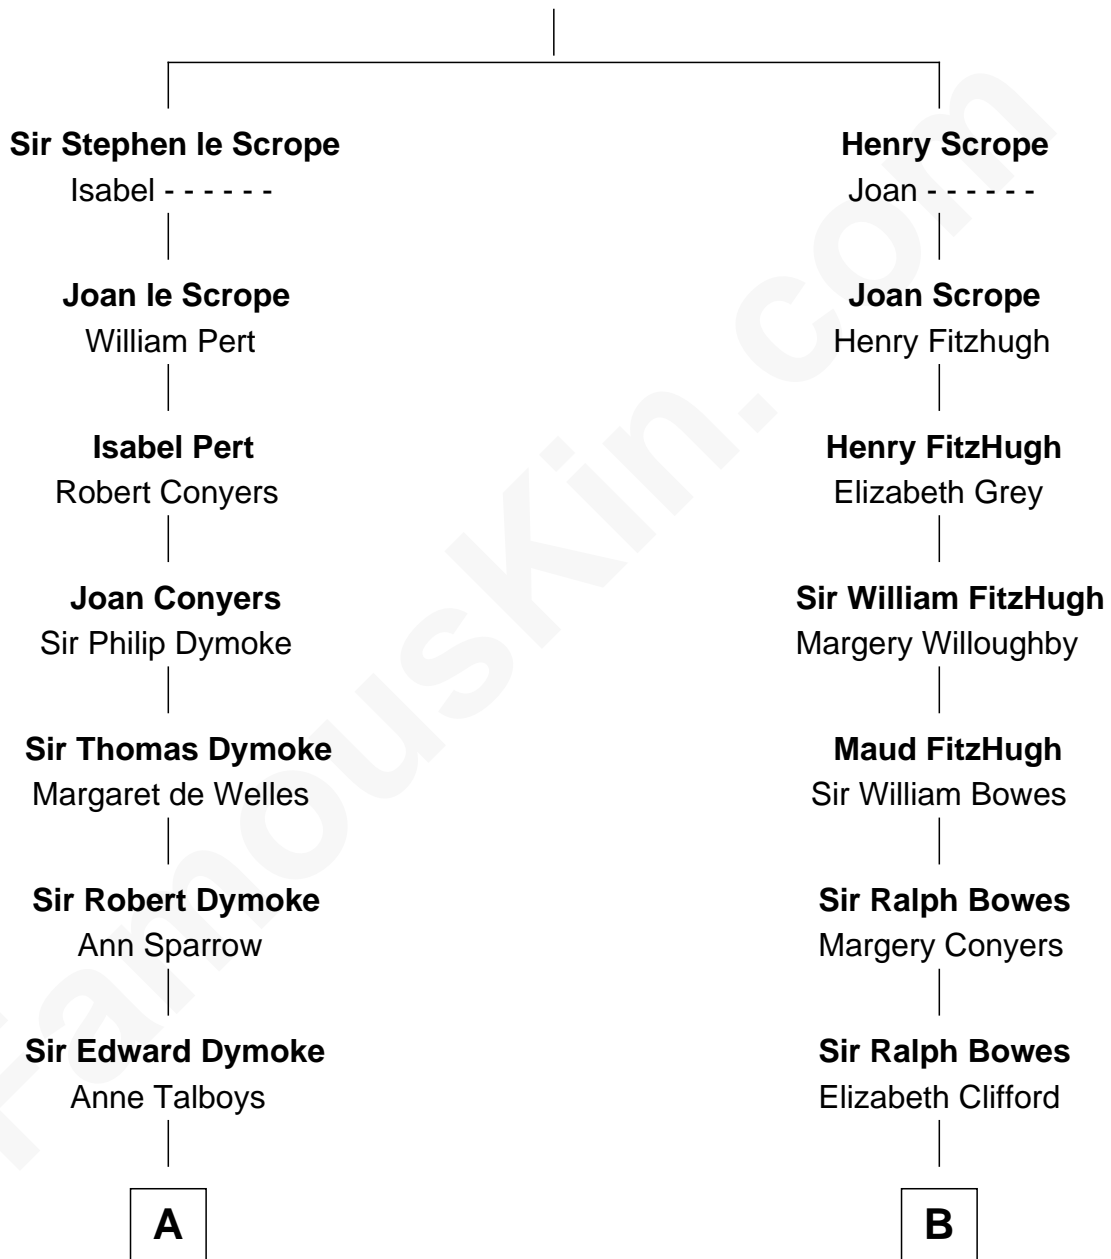 Sir Stephen le Scrope
Isabel - - - - - -
Joan le Scrope
William Pert
Isabel Pert
Robert Conyers
Joan Conyers
Sir Philip Dymoke
Sir Thomas Dymoke
Margaret de Welles
Sir Robert Dymoke
Ann Sparrow
Sir Edward Dymoke
Anne Talboys
A
Henry Scrope
Joan - - - - - -
Joan Scrope
Henry Fitzhugh
Henry FitzHugh
Elizabeth Grey
Sir William FitzHugh
Margery Willoughby
Maud FitzHugh
Sir William Bowes
Sir Ralph Bowes
Margery Conyers
Sir Ralph Bowes
Elizabeth Clifford
B
FamousKin.com